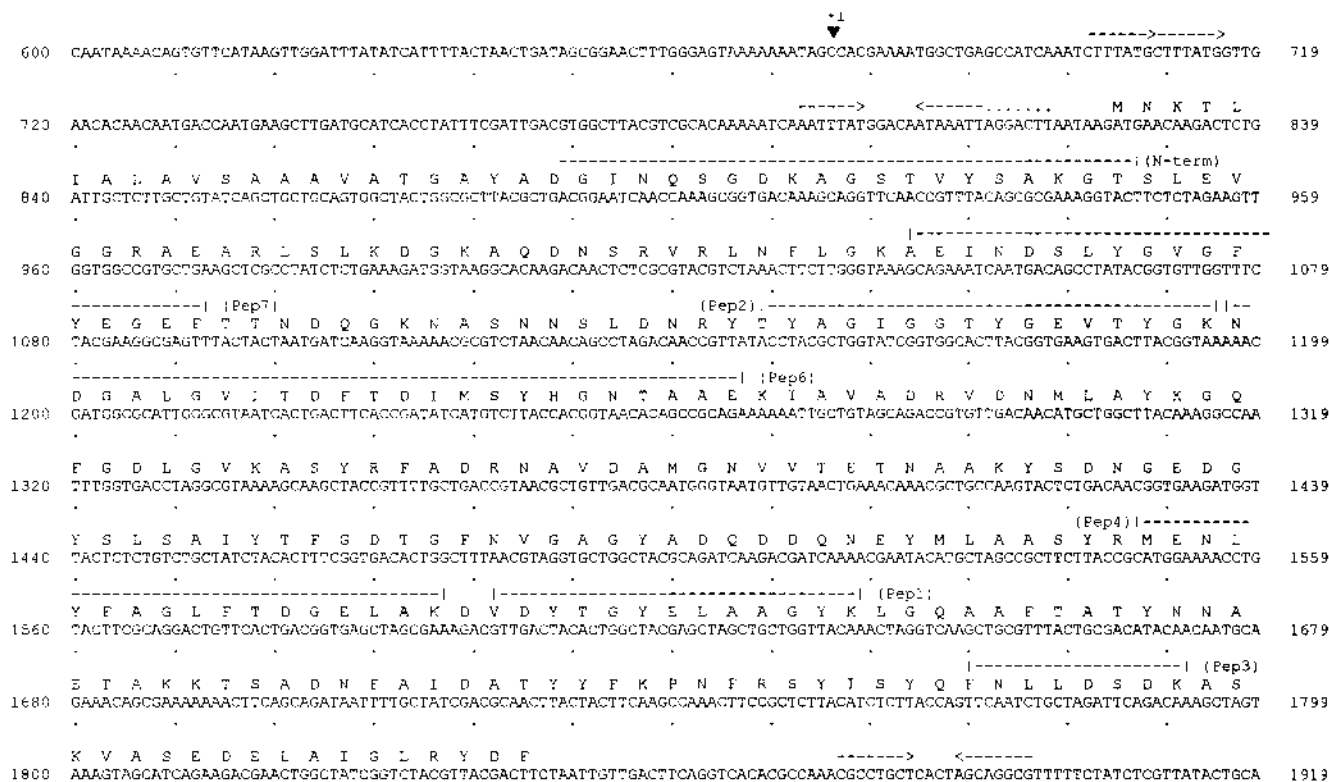 *1
600 CAATAAAACAGTGTTCATAAGTTGGATTTATATCATTTTTACTAACTGATAGCGGAACTTTGGGAGTAAAAAAATAGCCACGAAAATGGCTGAGCCATCAAATCTTTATGCTTTATGGTTG 719
M N K T L
720 AACACAACAATGACCAATGAAGCTTGATGCATCACCTATTTCGATTGACGTGGCTTACGTCGCACAAAAATCAAATTTATGGACAATAAATTAGGACTTAATAAGATGAACAAGACTCTG 839
(N-term)
I A L A V S A A A V A T G A Y A D G I N Q S G D K A G S T V Y S A K G T S L E V
840 ATTGCTCTTGCTGTATCAGCTGCTGCAGTGGCTACTGGCGCTTACGCTGACGGAATCAACCAAAGCGGTGACAAAGCAGGTTCAACCGTTTACAGCGCGAAAGGTACTTCTCTAGAAGTT 959
G G R A E A R L S L K D G K A Q D N S R V R L N F L G K A E I N D S L Y G V G F
960 GGTGGCCGTGCTGAAGCTCGCCTATCTCTGAAAGATGGTAAGGCACAAGACAACTCTCGCGTACGTCTAAACTTCTTGGGTAAAGCAGAAATCAATGACAGCCTATACGGTGTTGGTTTC 1079
(Pep7) (Pep2)
Y E G E F T T N D Q G K N A S N N S L D N R Y T Y A G I G G T Y G E V T Y G K N
1080 TACGAAGGCGAGTTTACTACTAATGATCAAGGTAAAAACGCGTCTAACAACAGCCTAGACAACCGTTATACCTACGCTGGTATCGGTGGCACTTACGGTGAAGTGACTTACGGTAAAAAC 1199
(Pep6)
D G A L G V I T D F T D I M S Y H G N T A A E K I A V A D R V D N M L A Y K G Q
1200 GATGGCGCATTGGGCGTAATCACTGACTTCACCGATATCATGTCTTACCACGGTAACACAGCCGCAGAAAAAATTGCTGTAGCAGACCGTGTTGACAACATGCTGGCTTACAAAGGCCAA 1319
F G D L G V K A S Y R F A D R N A V D A M G N V V T E T N A A K Y S D N G E D G
1320 TTTGGTGACCTAGGCGTAAAAGCAAGCTACCGTTTTGCTGACCGTAACGCTGTTGACGCAATGGGTAATGTTGTAACTGAAACAAACGCTGCCAAGTACTCTGACAACGGTGAAGATGGT 1439
(Pep4)
Y S L S A I Y T F G D T G F N V G A G Y A D Q D D Q N E Y M L A A S Y R M E N L
1440 TACTCTCTGTCTGCTATCTACACTTTCGGTGACACTGGCTTTAACGTAGGTGCTGGCTACGCAGATCAAGACGATCAAAACGAATACATGCTAGCCGCTTCTTACCGCATGGAAAACCTG 1559
(Pep1)
Y F A G L F T D G E L A K D V D Y T G Y E L A A G Y K L G Q A A F T A T Y N N A
1560 TACTTCGCAGGACTGTTCACTGACGGTGAGCTAGCGAAAGACGTTGACTACACTGGCTACGAGCTAGCTGCTGGTTACAAACTAGGTCAAGCTGCGTTTACTGCGACATACAACAATGCA 1679
(Pep3)
E T A K K T S A D N F A I D A T Y Y F K P N F R S Y I S Y Q F N L L D S D K A S
1680 GAAACAGCGAAAAAAACTTCAGCAGATAATTTTGCTATCGACGCAACTTACTACTTCAAGCCAAACTTCCGCTCTTACATCTCTTACCAGTTCAATCTGCTAGATTCAGACAAAGCTAGT 1799
K V A S E D E L A I G L R Y D F
1800 AAAGTAGCATCAGAAGACGAACTGGCTATCGGTCTACGTTACGACTTCTAATTGTTGACTTCAGGTCACACGCCAAACGCCTGCTCACTAGCAGGCGTTTTTCTATCTCGTTATACTGCA 1919